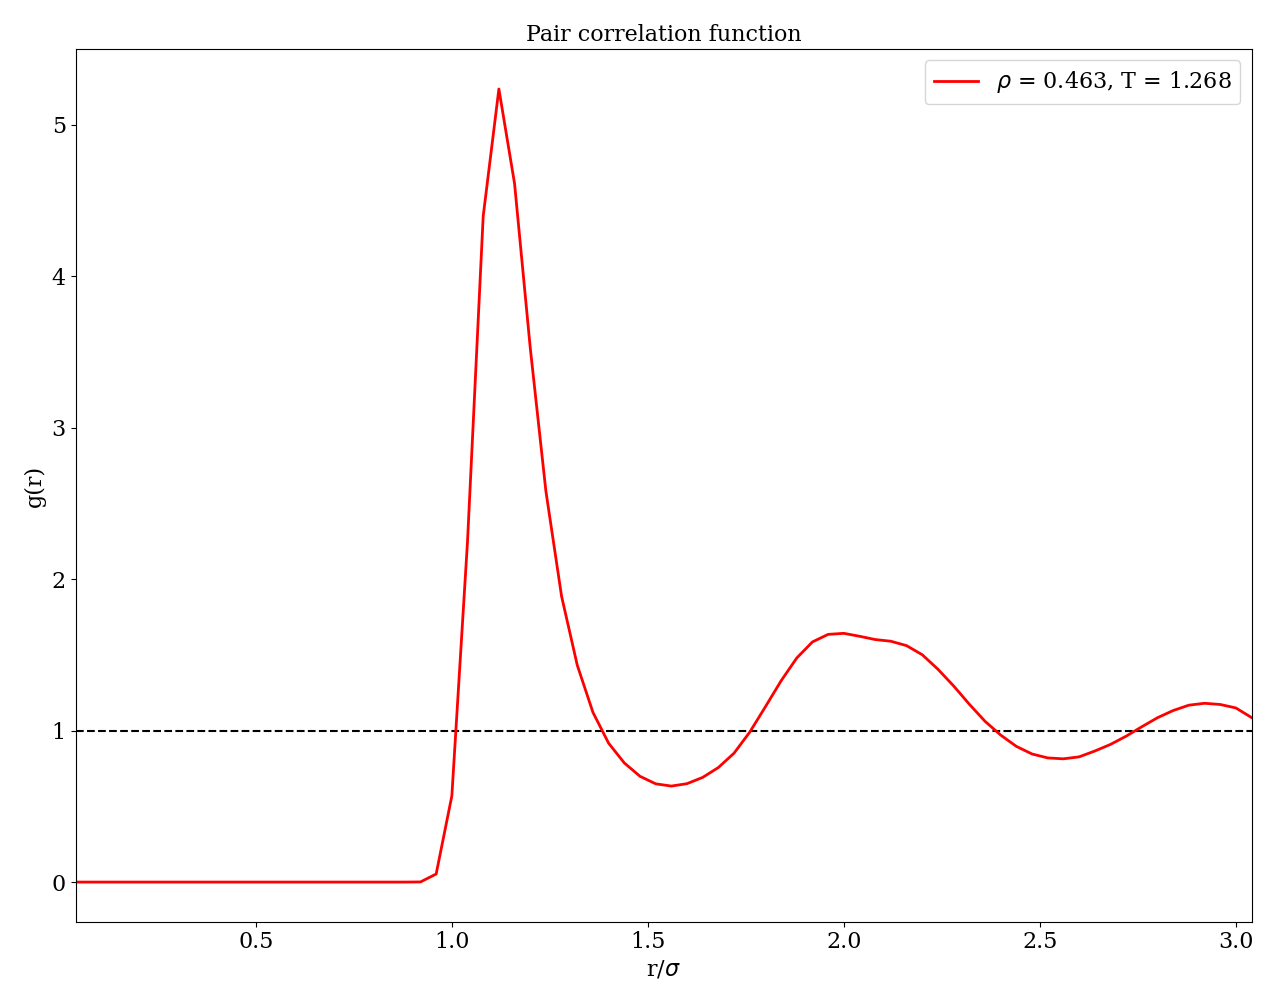 Pair correlation function
ρ = 0.463, T = 1.268
g(r)
5
4
3
2
1
0
0.5 1.0 1.5 2.0 2.5 3.0
r/σ